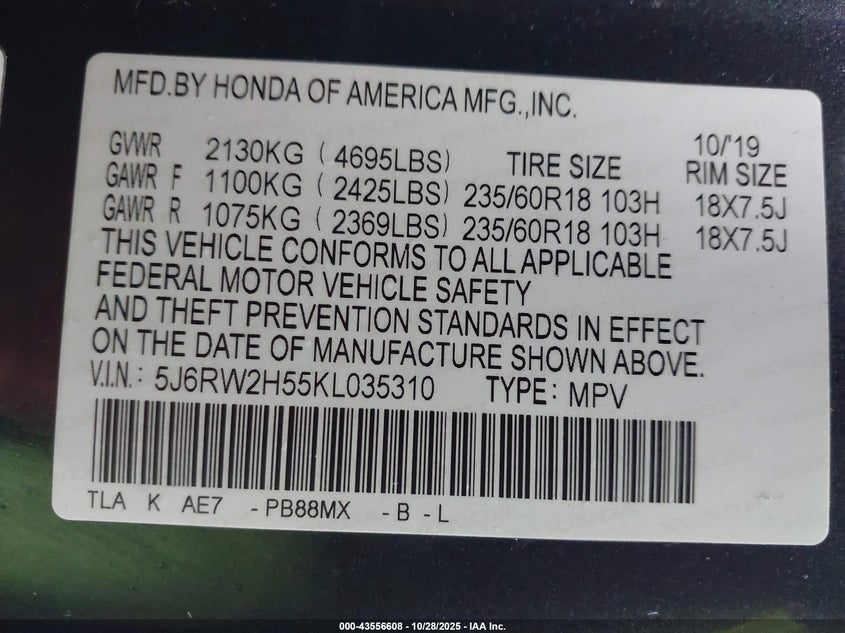 MFD.BY HONDA OF AMERICA MFG.,INC.
10/'19
GVWR 2130KG ( 4695LBS) TIRE SIZE RIM SIZE
GAWR F 1100KG ( 2425LBS) 235/60R18 103H 18X7.5J
GAWR R 1075KG ( 2369LBS) 235/60R18 103H 18X7.5J
THIS VEHICLE CONFORMS TO ALL APPLICABLE
FEDERAL MOTOR VEHICLE SAFETY
AND THEFT PREVENTION STANDARDS IN EFFECT
ON THE DATE OF MANUFACTURE SHOWN ABOVE.
V.I.N.: 5J6RW2H55KL035310 TYPE: MPV
TLA K AE7 -PB88MX -B -L
000-43556608 - 10/28/2025 - IAA Inc.